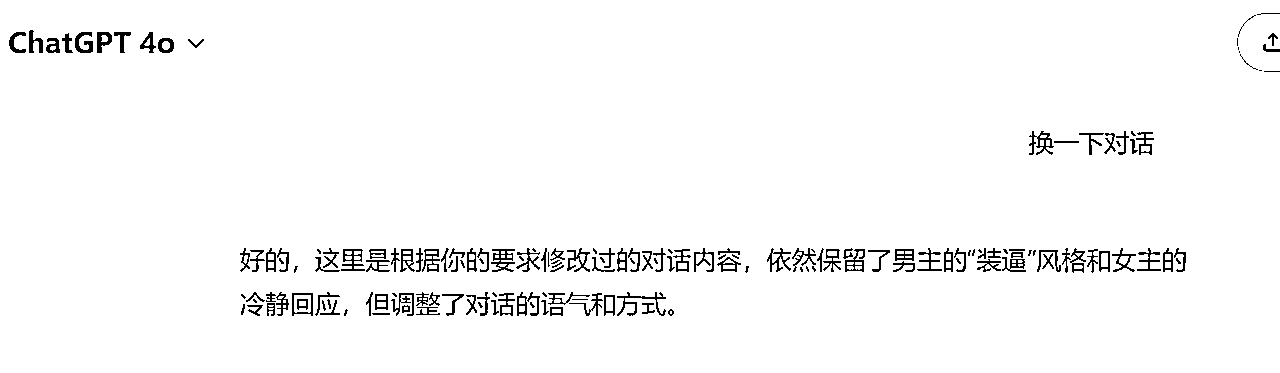 ChatGPT 4o
换一下对话
好的，这里是根据你的要求修改过的对话内容，依然保留了男主的“装逼”风格和女主的
冷静回应，但调整了对话的语气和方式。